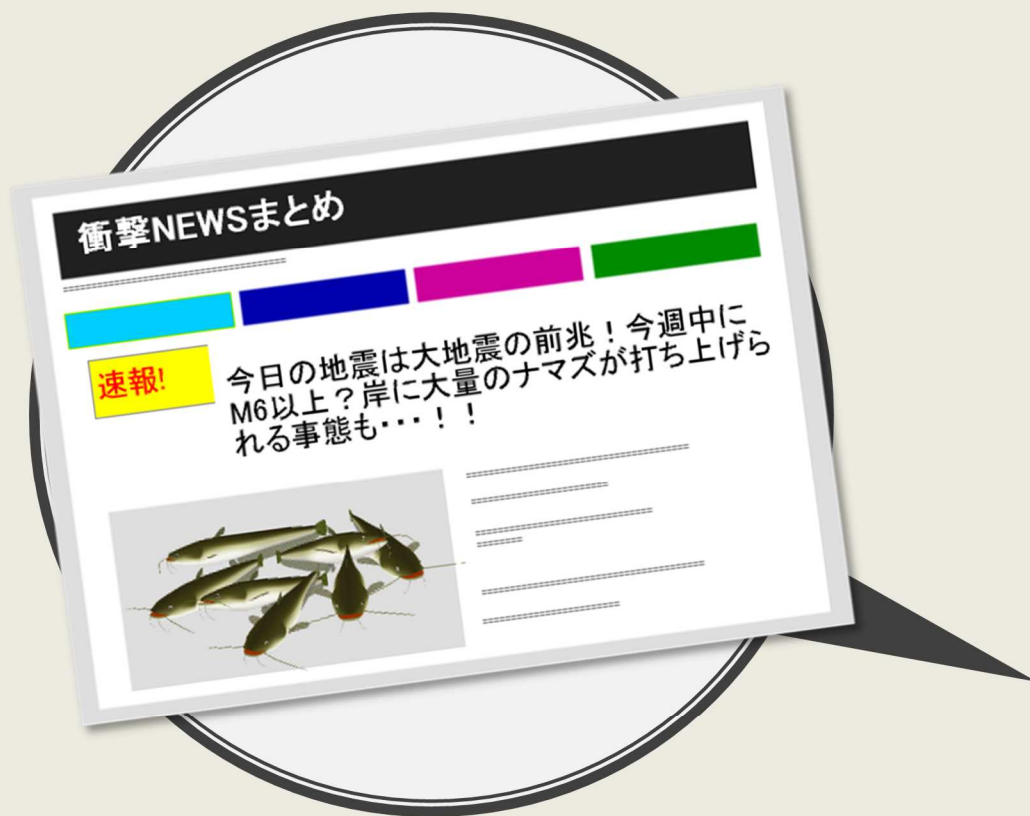 衝撃NEWSまとめ
速報!
今日の地震は大地震の前兆！今週中に
M6以上？岸に大量のナマズが打ち上げら
れる事態も･･･！！